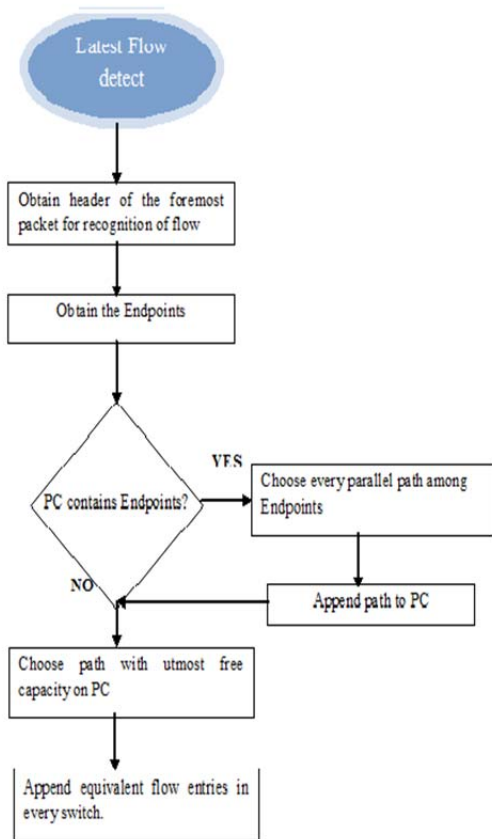 Latest Flow
detect
Obtain header of the foremost
packet for recognition of flow
Obtain the Endpoints
PC contains Endpoints?
YES
Choose every parallel path among
Endpoints
Append path to PC
NO
Choose path with utmost free
capacity on PC
Append equivalent flow entries in
every switch.